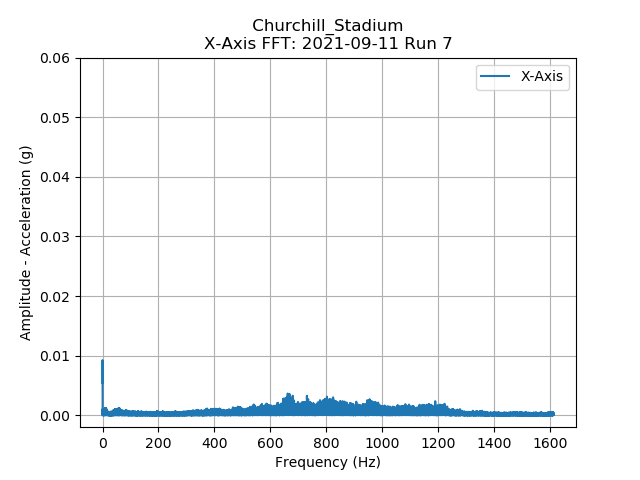 Churchill_Stadium
X-Axis FFT: 2021-09-11 Run 7
X-Axis
0.06
0.05
0.04
0.03
0.02
0.01
0.00
Amplitude - Acceleration (g)
0 200 400 600 800 1000 1200 1400 1600
Frequency (Hz)